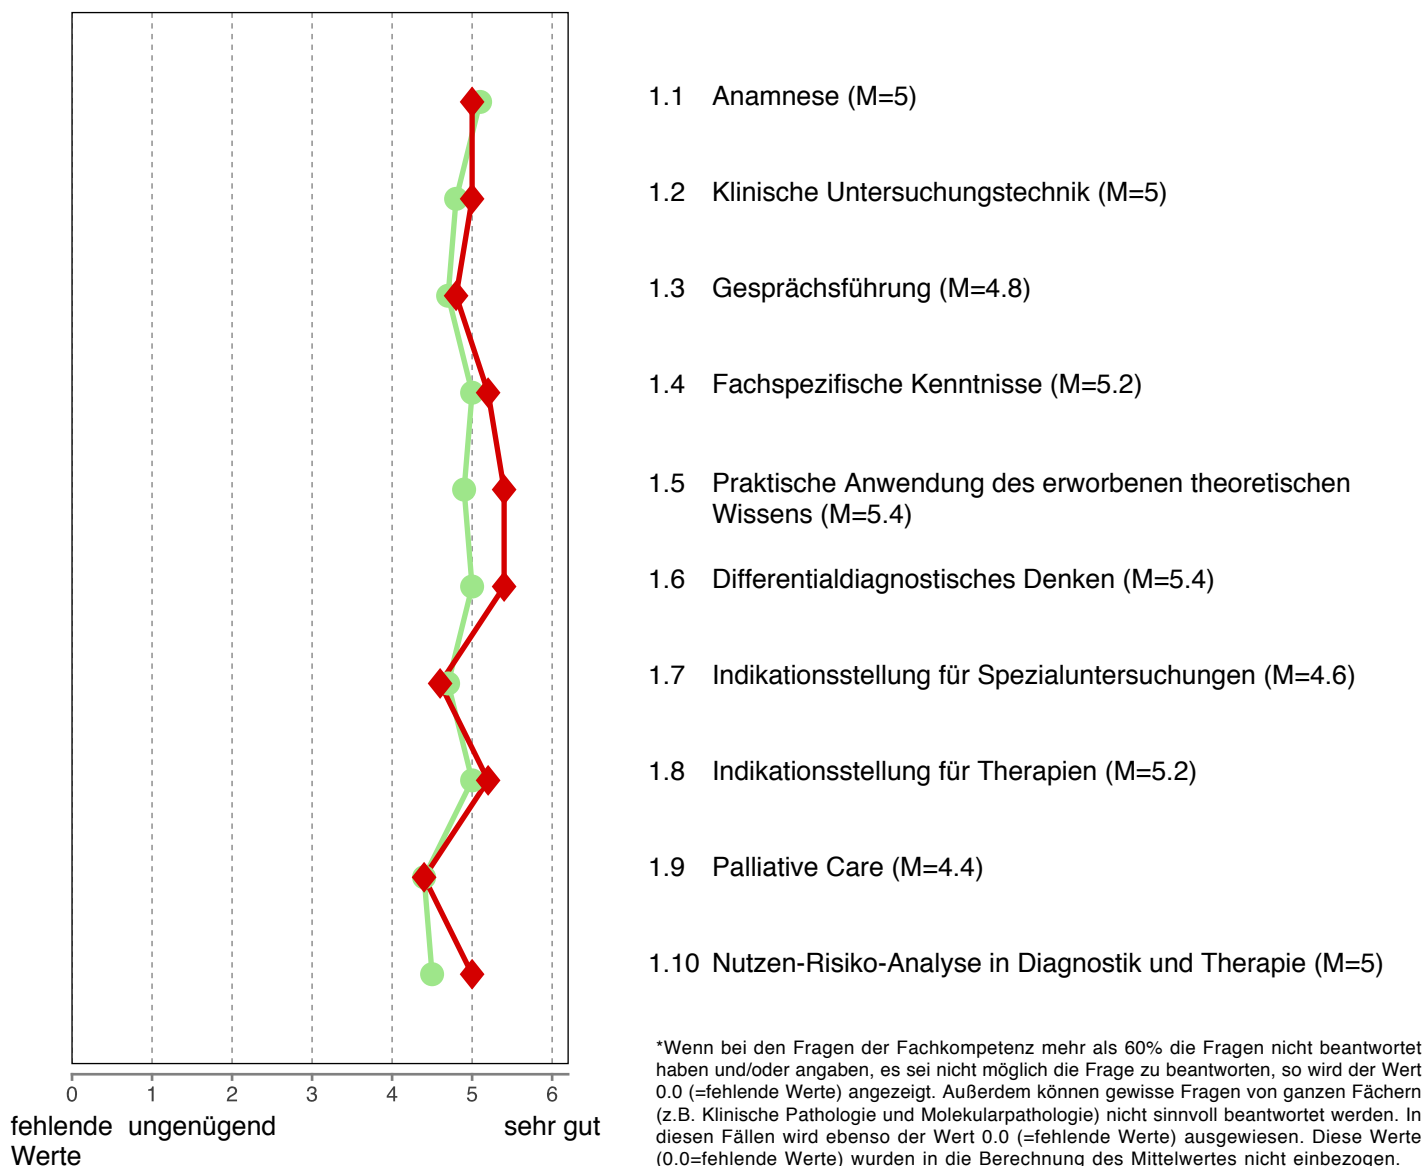 1.1 Anamnese (M=5)
1.2 Klinische Untersuchungstechnik (M=5)
1.3 Gesprächsführung (M=4.8)
1.4 Fachspezifische Kenntnisse (M=5.2)
1.5 Praktische Anwendung des erworbenen theoretischen
Wissens (M=5.4)
1.6 Differentialdiagnostisches Denken (M=5.4)
1.7 Indikationsstellung für Spezialuntersuchungen (M=4.6)
1.8 Indikationsstellung für Therapien (M=5.2)
1.9 Palliative Care (M=4.4)
1.10 Nutzen-Risiko-Analyse in Diagnostik und Therapie (M=5)
0 1 2 3 4 5 6
fehlende ungenügend sehr gut
Werte
*Wenn bei den Fragen der Fachkompetenz mehr als 60% die Fragen nicht beantwortet
haben und/oder angaben, es sei nicht möglich die Frage zu beantworten, so wird der Wert
0.0 (=fehlende Werte) angezeigt. Außerdem können gewisse Fragen von ganzen Fächern
(z.B. Klinische Pathologie und Molekularpathologie) nicht sinnvoll beantwortet werden. In
diesen Fällen wird ebenso der Wert 0.0 (=fehlende Werte) ausgewiesen. Diese Werte
(0.0=fehlende Werte) wurden in die Berechnung des Mittelwertes nicht einbezogen.